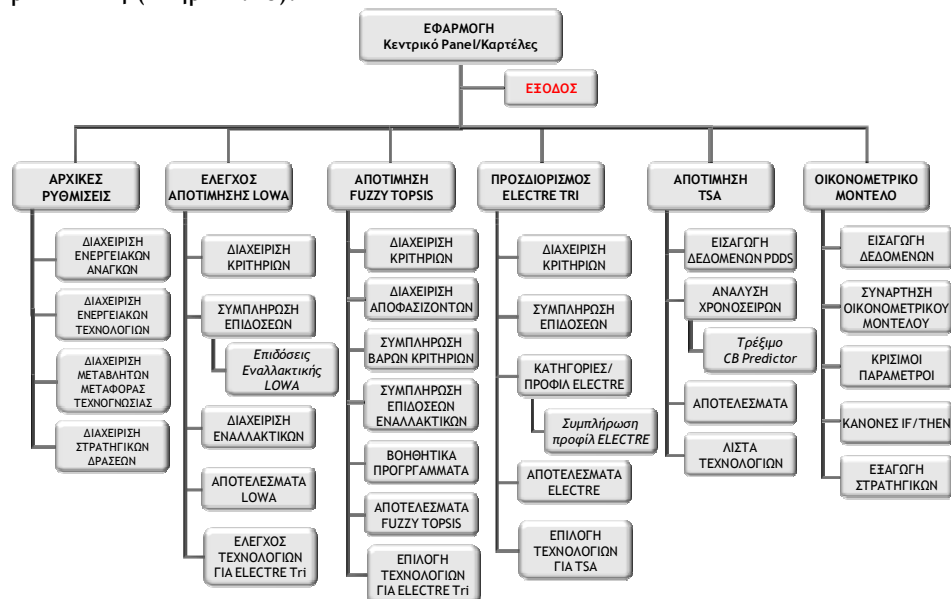 ΕΦΑΡΜΟΓΗ
Κεντρικό Panel/Καρτέλες
ΕΞΟΔΟΣ
ΑΡΧΙΚΕΣ
ΡΥΘΜΙΣΕΙΣ
ΔΙΑΧΕΙΡΙΣΗ
ΕΝΕΡΓΕΙΑΚΩΝ
ΑΝΑΓΚΩΝ
ΔΙΑΧΕΙΡΙΣΗ
ΕΝΕΡΓΕΙΑΚΩΝ
ΤΕΧΝΟΛΟΓΙΩΝ
ΔΙΑΧΕΙΡΙΣΗ
ΜΕΤΑΒΛΗΤΩΝ
ΜΕΤΑΦΟΡΑΣ
ΤΕΧΝΟΓΝΩΣΙΑΣ
ΔΙΑΧΕΙΡΙΣΗ
ΣΤΡΑΤΗΓΙΚΩΝ
ΔΡΑΣΕΩΝ
ΕΛΕΓΧΟΣ
ΑΠΟΤΙΜΗΣΗΣ LOWA
ΔΙΑΧΕΙΡΙΣΗ
ΚΡΙΤΗΡΙΩΝ
ΣΥΜΠΛΗΡΩΣΗ
ΕΠΙΔΟΣΕΩΝ
Επιδόσεις
Εναλλακτικής
LOWA
ΔΙΑΧΕΙΡΙΣΗ
ΕΝΑΛΛΑΚΤΙΚΩΝ
ΑΠΟΤΕΛΕΣΜΑΤΑ
LOWA
ΕΛΕΓΧΟΣ
ΤΕΧΝΟΛΟΓΙΩΝ
ΓΙΑ ELECTRE Tri
ΑΠΟΤΙΜΗΣΗ
FUZZY TOPSIS
ΔΙΑΧΕΙΡΙΣΗ
ΚΡΙΤΗΡΙΩΝ
ΔΙΑΧΕΙΡΙΣΗ
ΑΠΟΦΑΣΙΖΟΝΤΩΝ
ΣΥΜΠΛΗΡΩΣΗ
ΒΑΡΩΝ ΚΡΙΤΗΡΙΩΝ
ΣΥΜΠΛΗΡΩΣΗ
ΕΠΙΔΟΣΕΩΝ
ΕΝΑΛΛΑΚΤΙΚΩΝ
ΒΟΗΘΗΤΙΚΑ
ΠΡΟΓΡΓΑΜΜΑΤΑ
ΑΠΟΤΕΛΕΣΜΑΤΑ
FUZZY TOPSIS
ΕΠΙΛΟΓΗ
ΤΕΧΝΟΛΟΓΙΩΝ
ΓΙΑ ELECTRE Tri
ΠΡΟΣΔΙΟΡΙΣΜΟΣ
ELECTRE TRI
ΔΙΑΧΕΙΡΙΣΗ
ΚΡΙΤΗΡΙΩΝ
ΣΥΜΠΛΗΡΩΣΗ
ΕΠΙΔΟΣΕΩΝ
ΚΑΤΗΓΟΡΙΕΣ/
ΠΡΟΦΙΛ ELECTRE
Συμπλήρωση
προφίλ ELECTRE
ΑΠΟΤΕΛΕΣΜΑΤΑ
ELECTRE
ΕΠΙΛΟΓΗ
ΤΕΧΝΟΛΟΓΙΩΝ
ΓΙΑ TSA
ΑΠΟΤΙΜΗΣΗ
TSA
ΕΙΣΑΓΩΓΗ
ΔΕΔΟΜΕΝΩΝ PDDS
ΑΝΑΛΥΣΗ
ΧΡΟΝΟΣΕΙΡΩΝ
Τρέξιμο
CB Predictor
ΑΠΟΤΕΛΕΣΜΑΤΑ
ΛΙΣΤΑ
ΤΕΧΝΟΛΟΓΙΩΝ
ΟΙΚΟΝΟΜΕΤΡΙΚΟ
ΜΟΝΤΕΛΟ
ΕΙΣΑΓΩΓΗ
ΔΕΔΟΜΕΝΩΝ
ΣΥΝΑΡΤΗΣΗ
ΟΙΚΟΝΟΜΕΤΡΙΚΟΥ
ΜΟΝΤΕΛΟΥ
ΚΡΙΣΙΜΟΙ
ΠΑΡΑΜΕΤΡΟΙ
ΚΑΝΟΝΕΣ IF/THEN
ΕΞΑΓΩΓΗ
ΣΤΡΑΤΗΓΙΚΩΝ